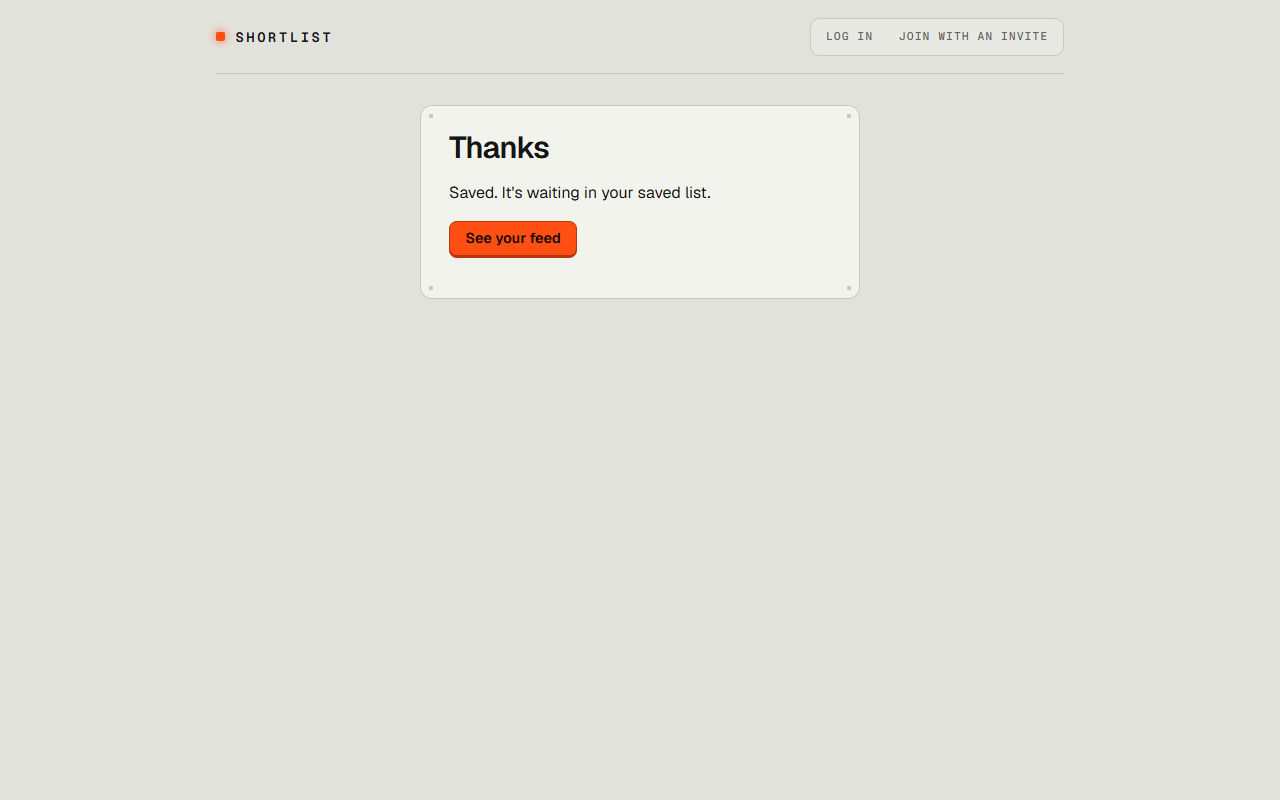 SHORTLIST
LOG IN
JOIN WITH AN INVITE
Thanks
Saved. It's waiting in your saved list.
See your feed